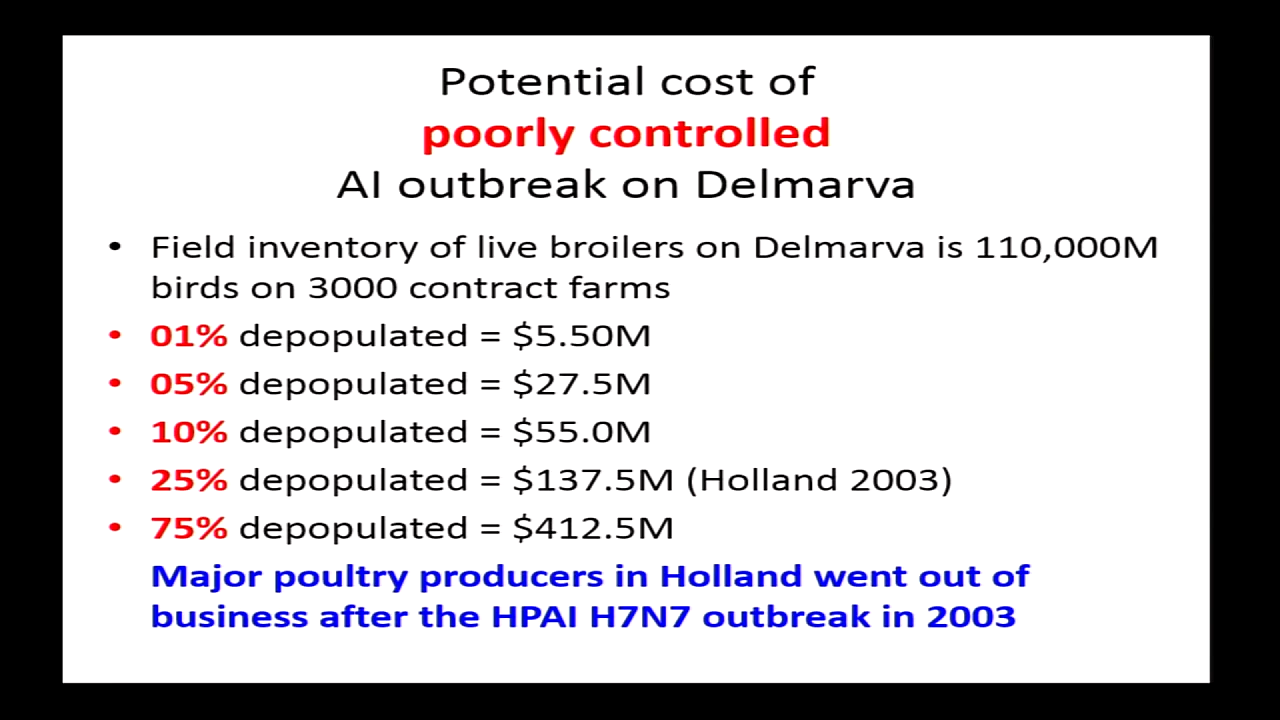 Potential cost of
poorly controlled
AI outbreak on Delmarva
• Field inventory of live broilers on Delmarva is 110,000M
birds on 3000 contract farms
• 01% depopulated = $5.50M
• 05% depopulated = $27.5M
• 10% depopulated = $55.0M
• 25% depopulated = $137.5M (Holland 2003)
• 75% depopulated = $412.5M
Major poultry producers in Holland went out of
business after the HPAI H7N7 outbreak in 2003